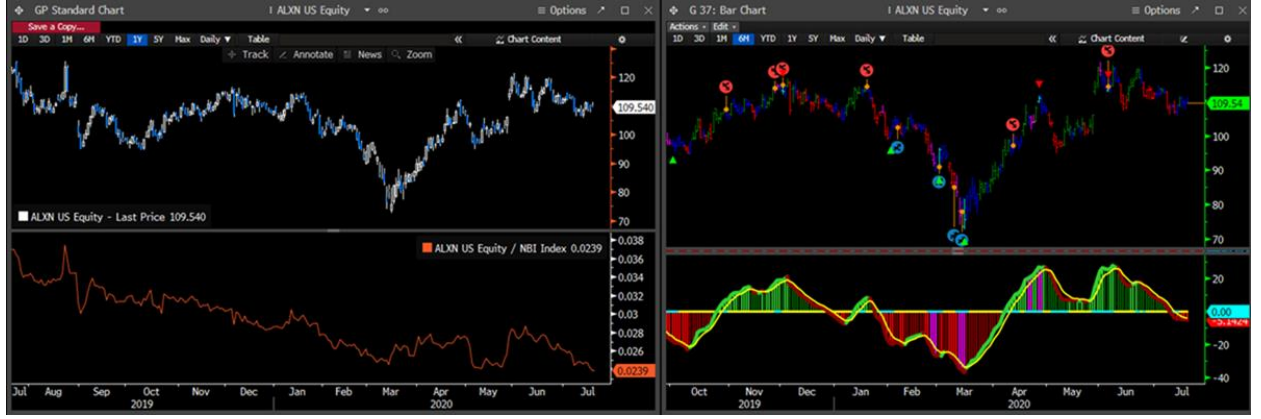 GP Standard Chart
ALXN US Equity
Options
Save a Copy...
1D 3D 1M 6M YTD 1Y 5Y Max Daily ▼ Table
« Chart Content
Track Annotate News Zoom
120
109.540
100
90
80
70
ALXN US Equity - Last Price 109.540
ALXN US Equity / NBI Index 0.0239
0.038
0.036
0.034
0.032
0.030
0.028
0.026
0.0239
Jul Aug Sep Oct Nov Dec Jan Feb Mar Apr May Jun Jul
2019 2020
G 37: Bar Chart
ALXN US Equity
Options
Actions Edit
1D 3D 1M 6M YTD 1Y 5Y Max Daily ▼ Table
« Chart Content
120
109.54
100
90
80
70
20
0.00
-5.1424
-20
-40
Oct Nov Dec Jan Feb Mar Apr May Jun Jul
2019 2020